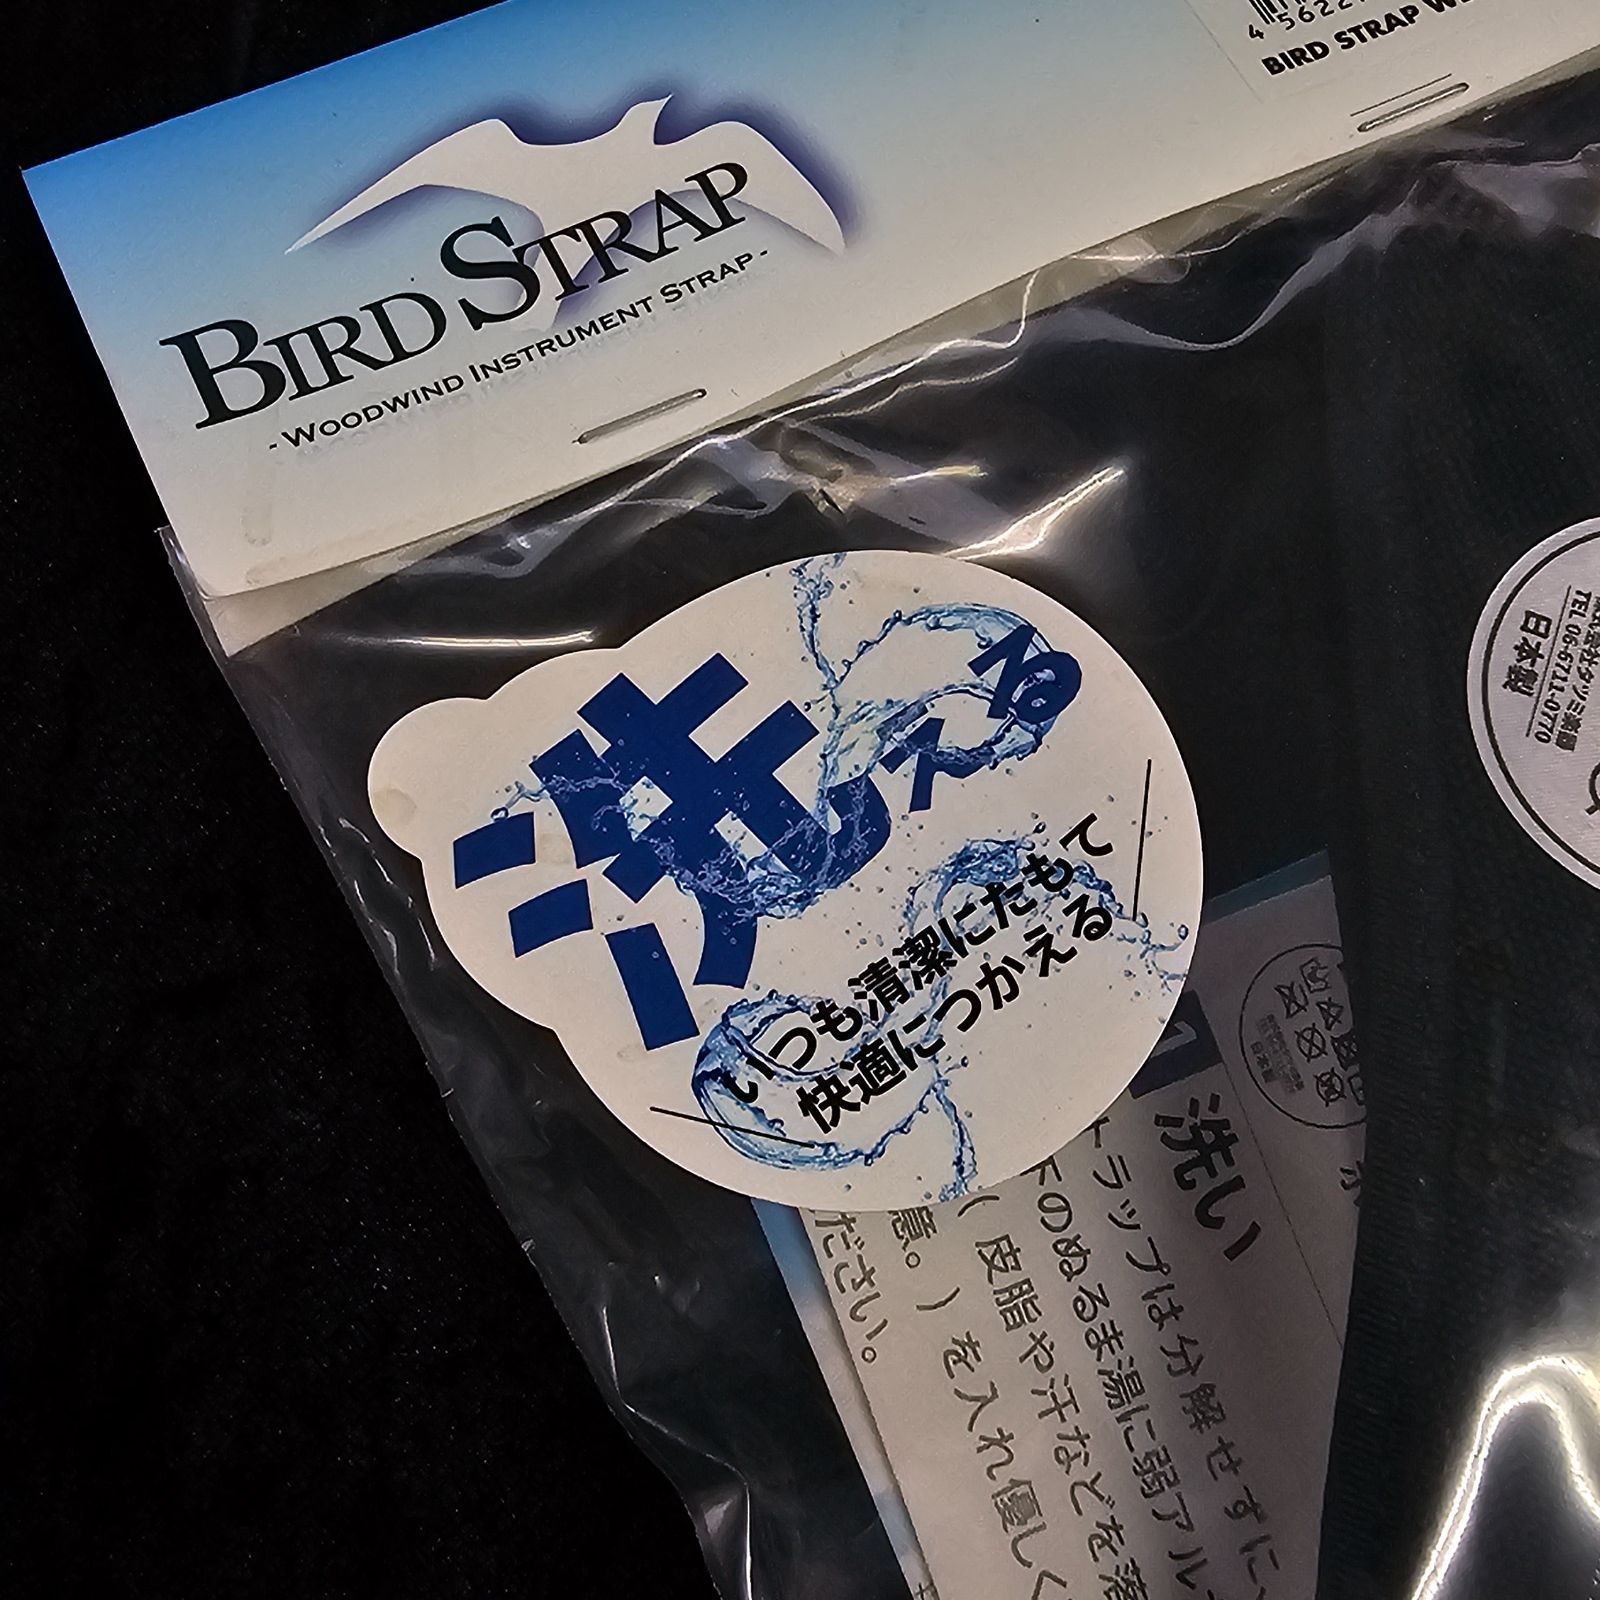 BIRD STRAP
- WOODWIND INSTRUMENT STRAP -
BIRD STRAP
洗える
いつも清潔にたもて
快適につかえる
TEL 06-6711-0770
日本製
洗い
トラップは分解せずに、
下のぬるま湯に弱アル
(皮脂や汗などを落
意。)を入れ優しく
ださい。